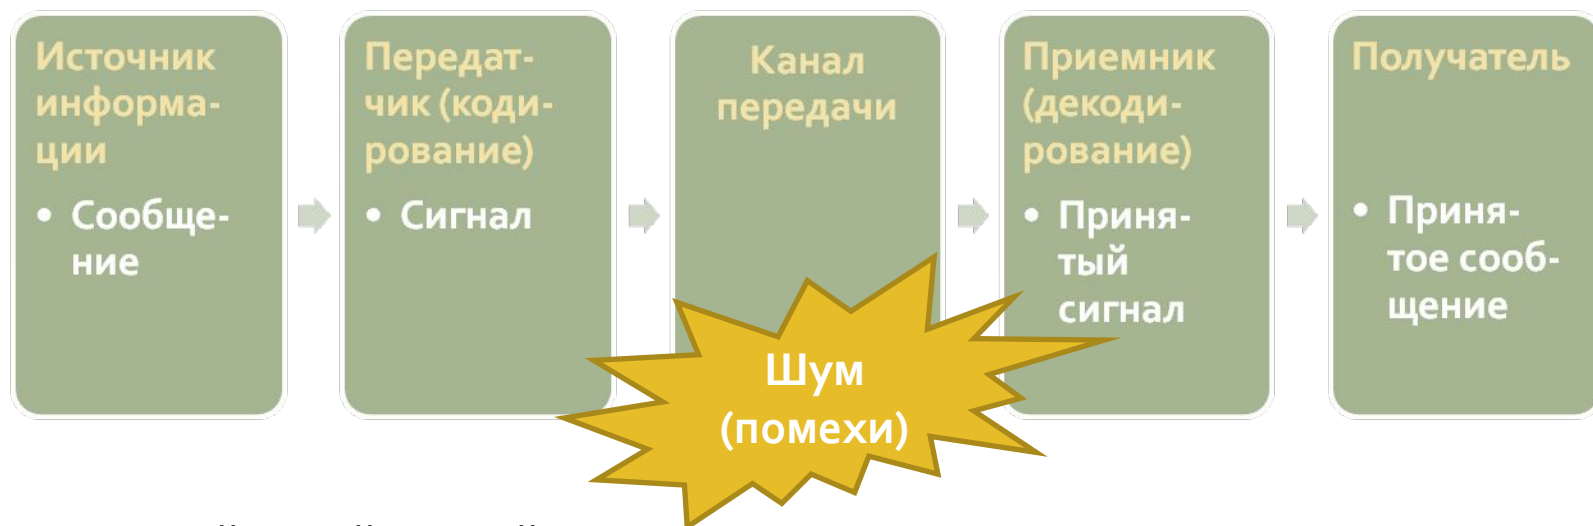 Источник
информа-
ции
• Сообще-
ние
Передат-
чик (коди-
рование)
• Сигнал
Канал
передачи
Приемник
(декоди-
рование)
• Приня-
тый
сигнал
Получатель
• Приня-
тое сооб-
щение
Шум
(помехи)